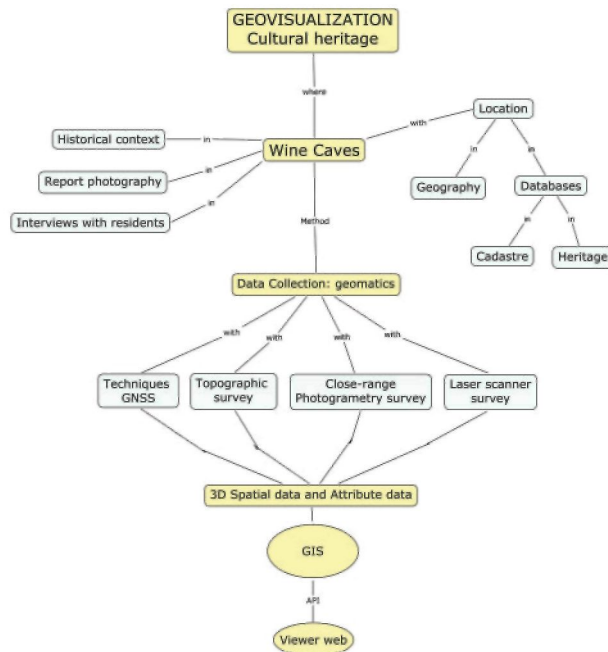 GEOVISUALIZATION
Cultural heritage
where
Location
with
Historical context
in
Wine Caves
in
in
Report photography
in
Geography
Databases
Interviews with residents
in
in
in
Method
Cadastre
Heritage
Data Collection: geomatics
with
with
with
with
Techniques
GNSS
Topographic
survey
Close-range
Photogrametry survey
Laser scanner
survey
3D Spatial data and Attribute data
GIS
API
Viewer web